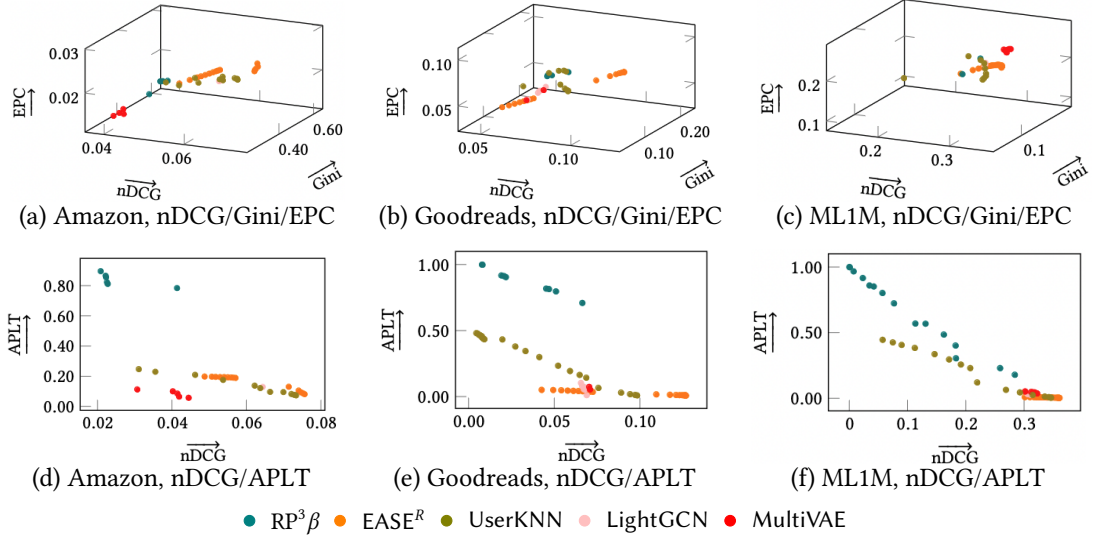 0.03
0.02
EPC
0.04
0.06
0.40
0.60
nDCG
Gini
(a) Amazon, nDCG/Gini/EPC
0.10
0.05
EPC
0.05
0.10
0.10
0.20
nDCG
Gini
(b) Goodreads, nDCG/Gini/EPC
0.2
0.1
EPC
0.2
0.3
0.1
nDCG
Gini
(c) ML1M, nDCG/Gini/EPC
0.80
0.60
0.40
0.20
0.00
APLT
0.02
0.04
0.06
0.08
nDCG
(d) Amazon, nDCG/APLT
1.00
0.50
0.00
APLT
0.00
0.05
0.10
nDCG
(e) Goodreads, nDCG/APLT
1.00
0.50
0.00
APLT
0
0.1
0.2
0.3
nDCG
(f) ML1M, nDCG/APLT
RP³β EASEᴿ UserKNN LightGCN MultiVAE